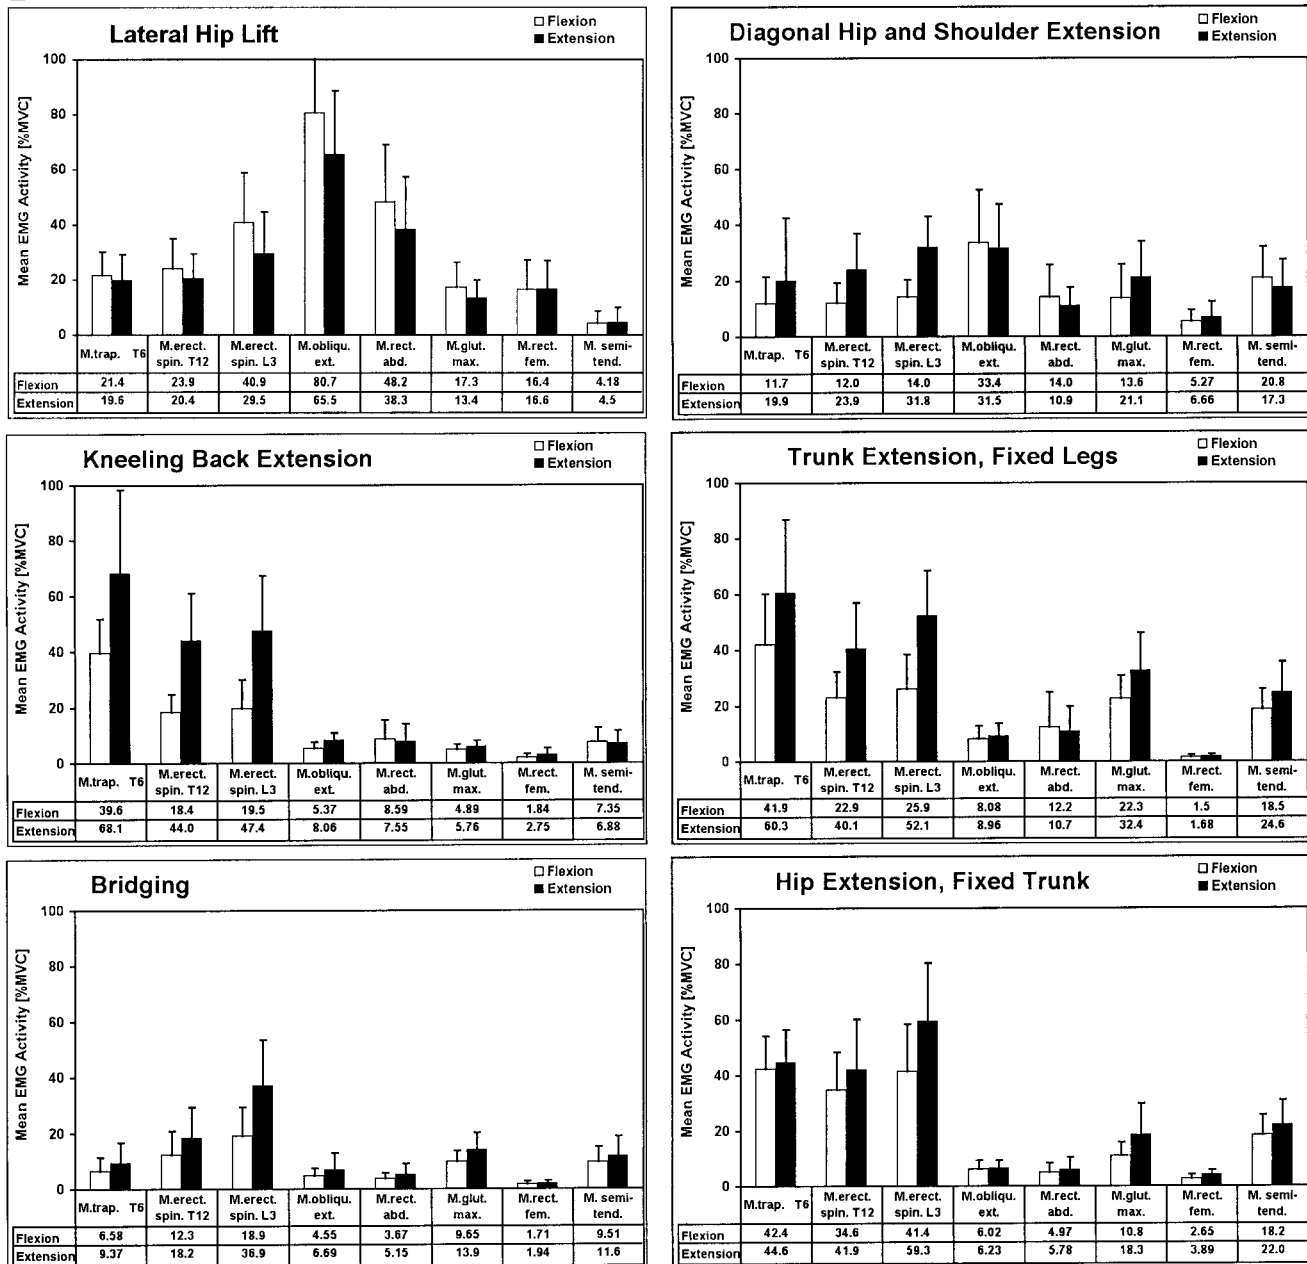 Lateral Hip Lift
Flexion
Extension
Mean EMG Activity [%MVC]
100
80
60
40
20
0
M.trap. T6 M.erect. spin. T12 M.erect. spin. L3 M.obliqu. ext. M.rect. abd. M.glut. max. M.rect. fem. M. semi-tend.
Flexion 21.4 23.9 40.9 80.7 48.2 17.3 16.4 4.18
Extension 19.6 20.4 29.5 65.5 38.3 13.4 16.6 4.5
Diagonal Hip and Shoulder Extension
Flexion
Extension
Mean EMG Activity [%MVC]
100
80
60
40
20
0
M.trap. T6 M.erect. spin. T12 M.erect. spin. L3 M.obliqu. ext. M.rect. abd. M.glut. max. M.rect. fem. M. semi-tend.
Flexion 11.7 12.0 14.0 33.4 14.0 13.6 5.27 20.8
Extension 19.9 23.9 31.8 31.5 10.9 21.1 6.66 17.3
Kneeling Back Extension
Flexion
Extension
Mean EMG Activity [%MVC]
100
80
60
40
20
0
M.trap. T6 M.erect. spin. T12 M.erect. spin. L3 M.obliqu. ext. M.rect. abd. M.glut. max. M.rect. fem. M. semi-tend.
Flexion 39.6 18.4 19.5 5.37 8.59 4.89 1.84 7.35
Extension 68.1 44.0 47.4 8.06 7.55 5.76 2.75 6.88
Trunk Extension, Fixed Legs
Flexion
Extension
Mean EMG Activity [%MVC]
100
80
60
40
20
0
M.trap. T6 M.erect. spin. T12 M.erect. spin. L3 M.obliqu. ext. M.rect. abd. M.glut. max. M.rect. fem. M. semi-tend.
Flexion 41.9 22.9 25.9 8.08 12.2 22.3 1.5 18.5
Extension 60.3 40.1 52.1 8.96 10.7 32.4 1.68 24.6
Bridging
Flexion
Extension
Mean EMG Activity [%MVC]
100
80
60
40
20
0
M.trap. T6 M.erect. spin. T12 M.erect. spin. L3 M.obliqu. ext. M.rect. abd. M.glut. max. M.rect. fem. M. semi-tend.
Flexion 6.58 12.3 18.9 4.55 3.67 9.65 1.71 9.51
Extension 9.37 18.2 36.9 6.69 5.15 13.9 1.94 11.6
Hip Extension, Fixed Trunk
Flexion
Extension
Mean EMG Activity [%MVC]
100
80
60
40
20
0
M.trap. T6 M.erect. spin. T12 M.erect. spin. L3 M.obliqu. ext. M.rect. abd. M.glut. max. M.rect. fem. M. semi-tend.
Flexion 42.4 34.6 41.4 6.02 4.97 10.8 2.65 18.2
Extension 44.6 41.9 59.3 6.23 5.78 18.3 3.89 22.0